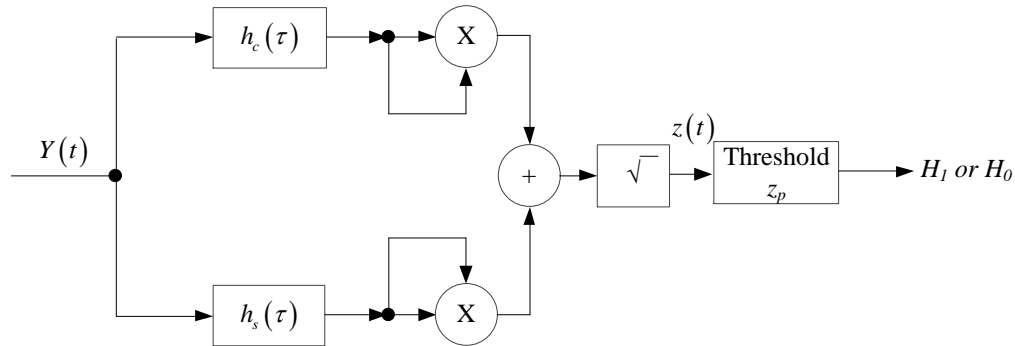 h_c(τ)
X
Y(t)
+
√
z(t)
Threshold
z_p
H_1 or H_0
h_s(τ)
X